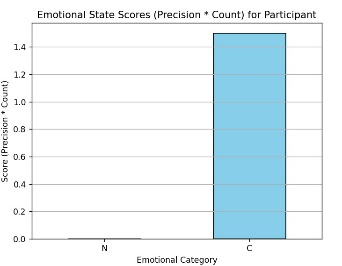 Emotional State Scores (Precision * Count) for Participant
1.4
1.2
1.0
0.8
0.6
0.4
0.2
0.0
Score (Precision * Count)
N C
Emotional Category